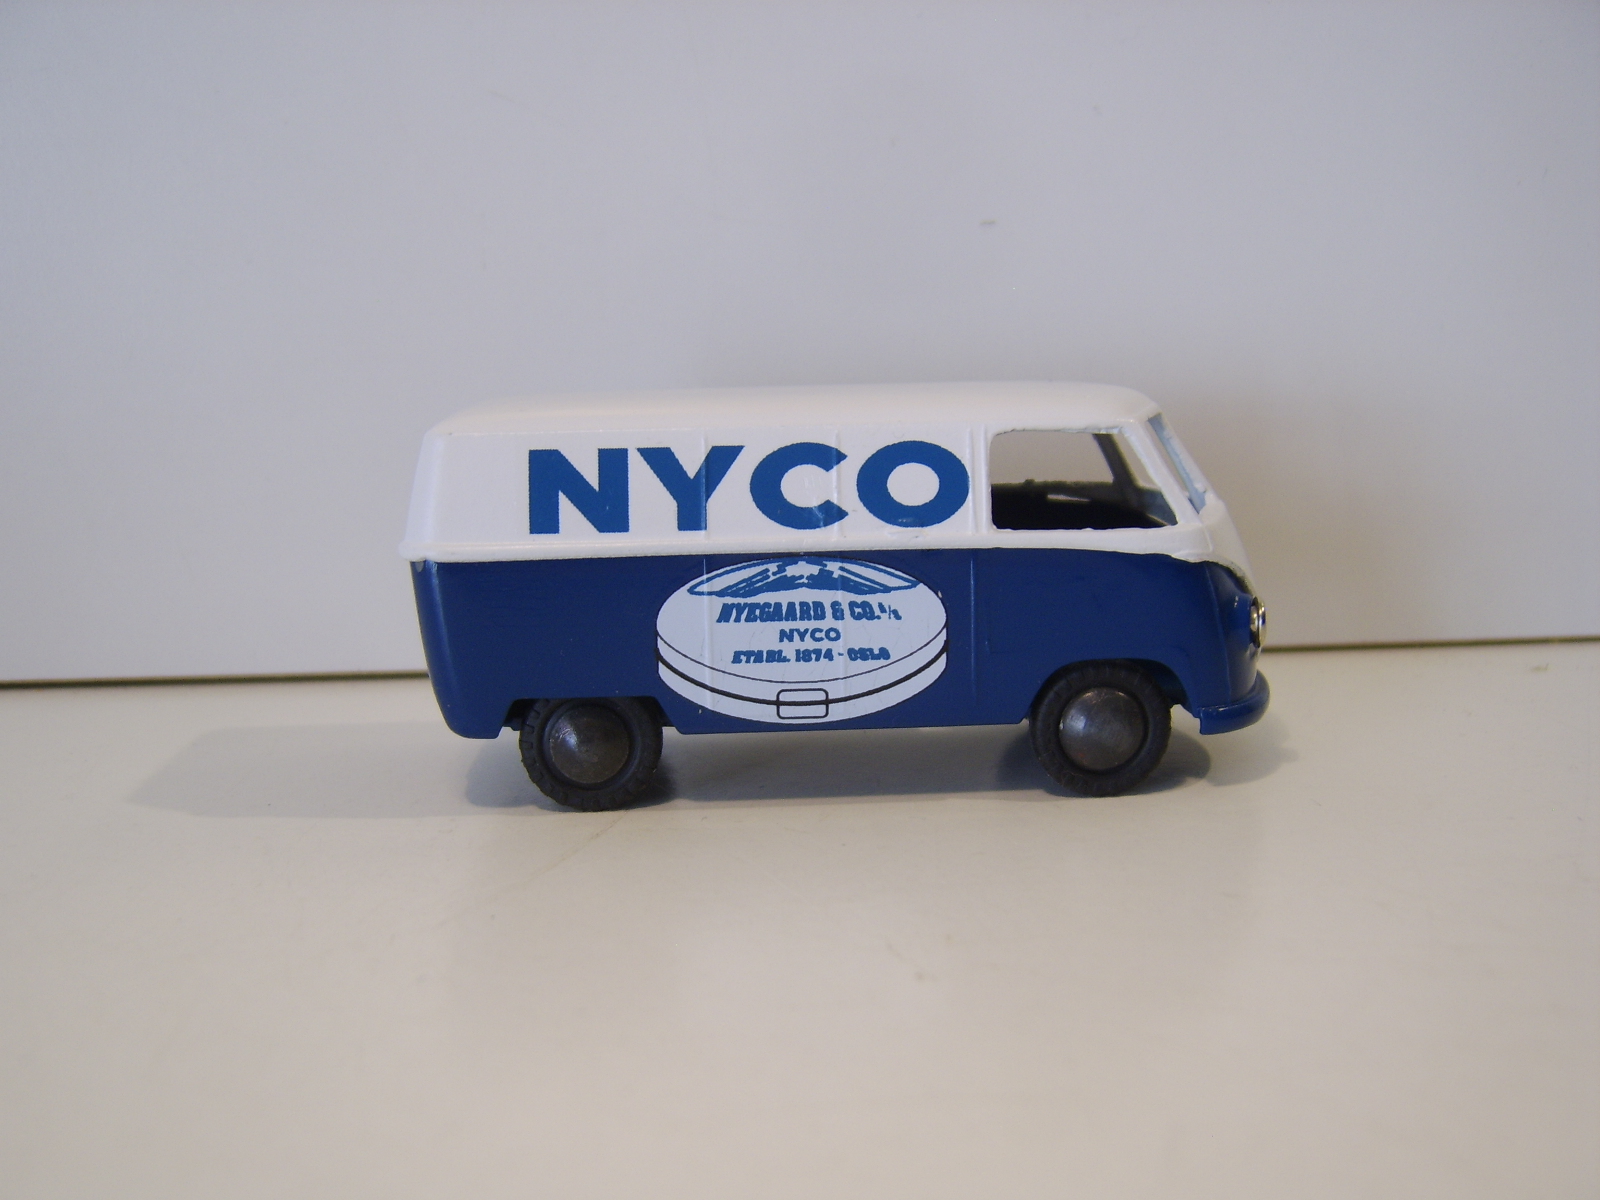 NYCO
NYEGAARD & CO. A/S
NYCO
ETABL. 1874 - OSLO